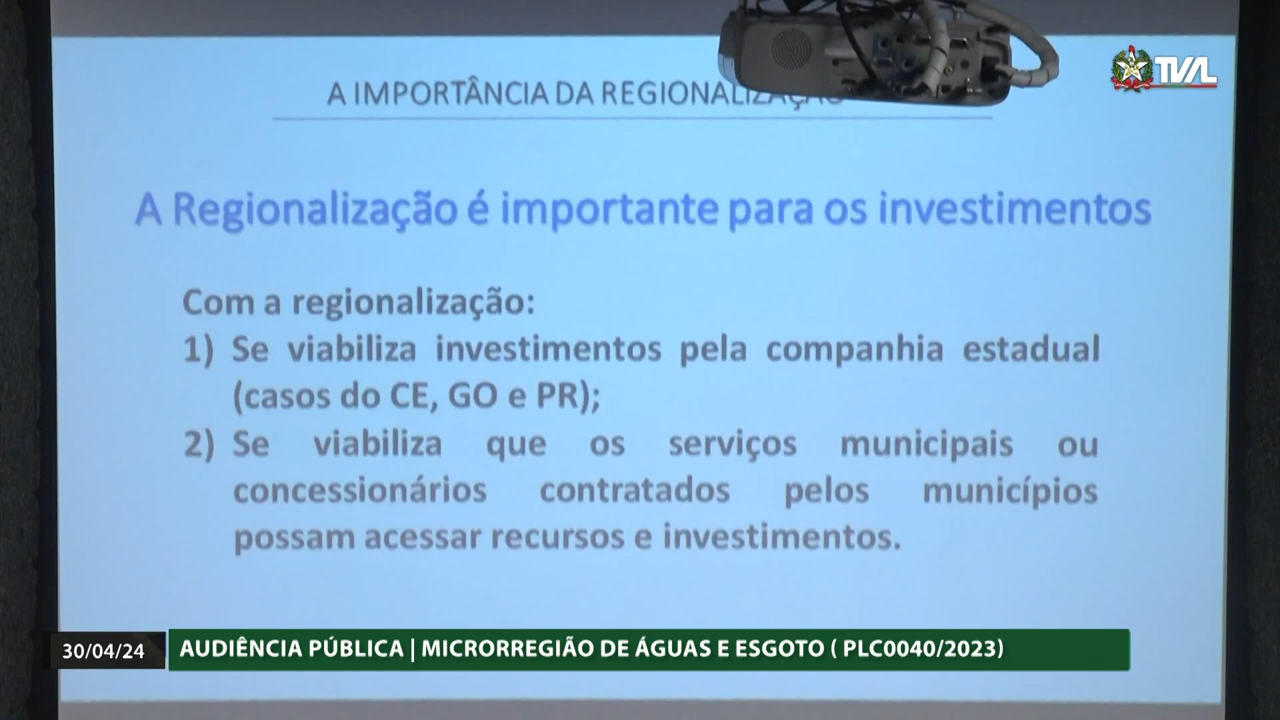 TVAL
A IMPORTÂNCIA DA REGIONALIZAÇÃO
A Regionalização é importante para os investimentos
Com a regionalização:
1) Se viabiliza investimentos pela companhia estadual
(casos do CE, GO e PR);
2) Se viabiliza que os serviços municipais ou
concessionários contratados pelos municípios
possam acessar recursos e investimentos.
30/04/24
AUDIÊNCIA PÚBLICA | MICRORREGIÃO DE ÁGUAS E ESGOTO ( PLC0040/2023)